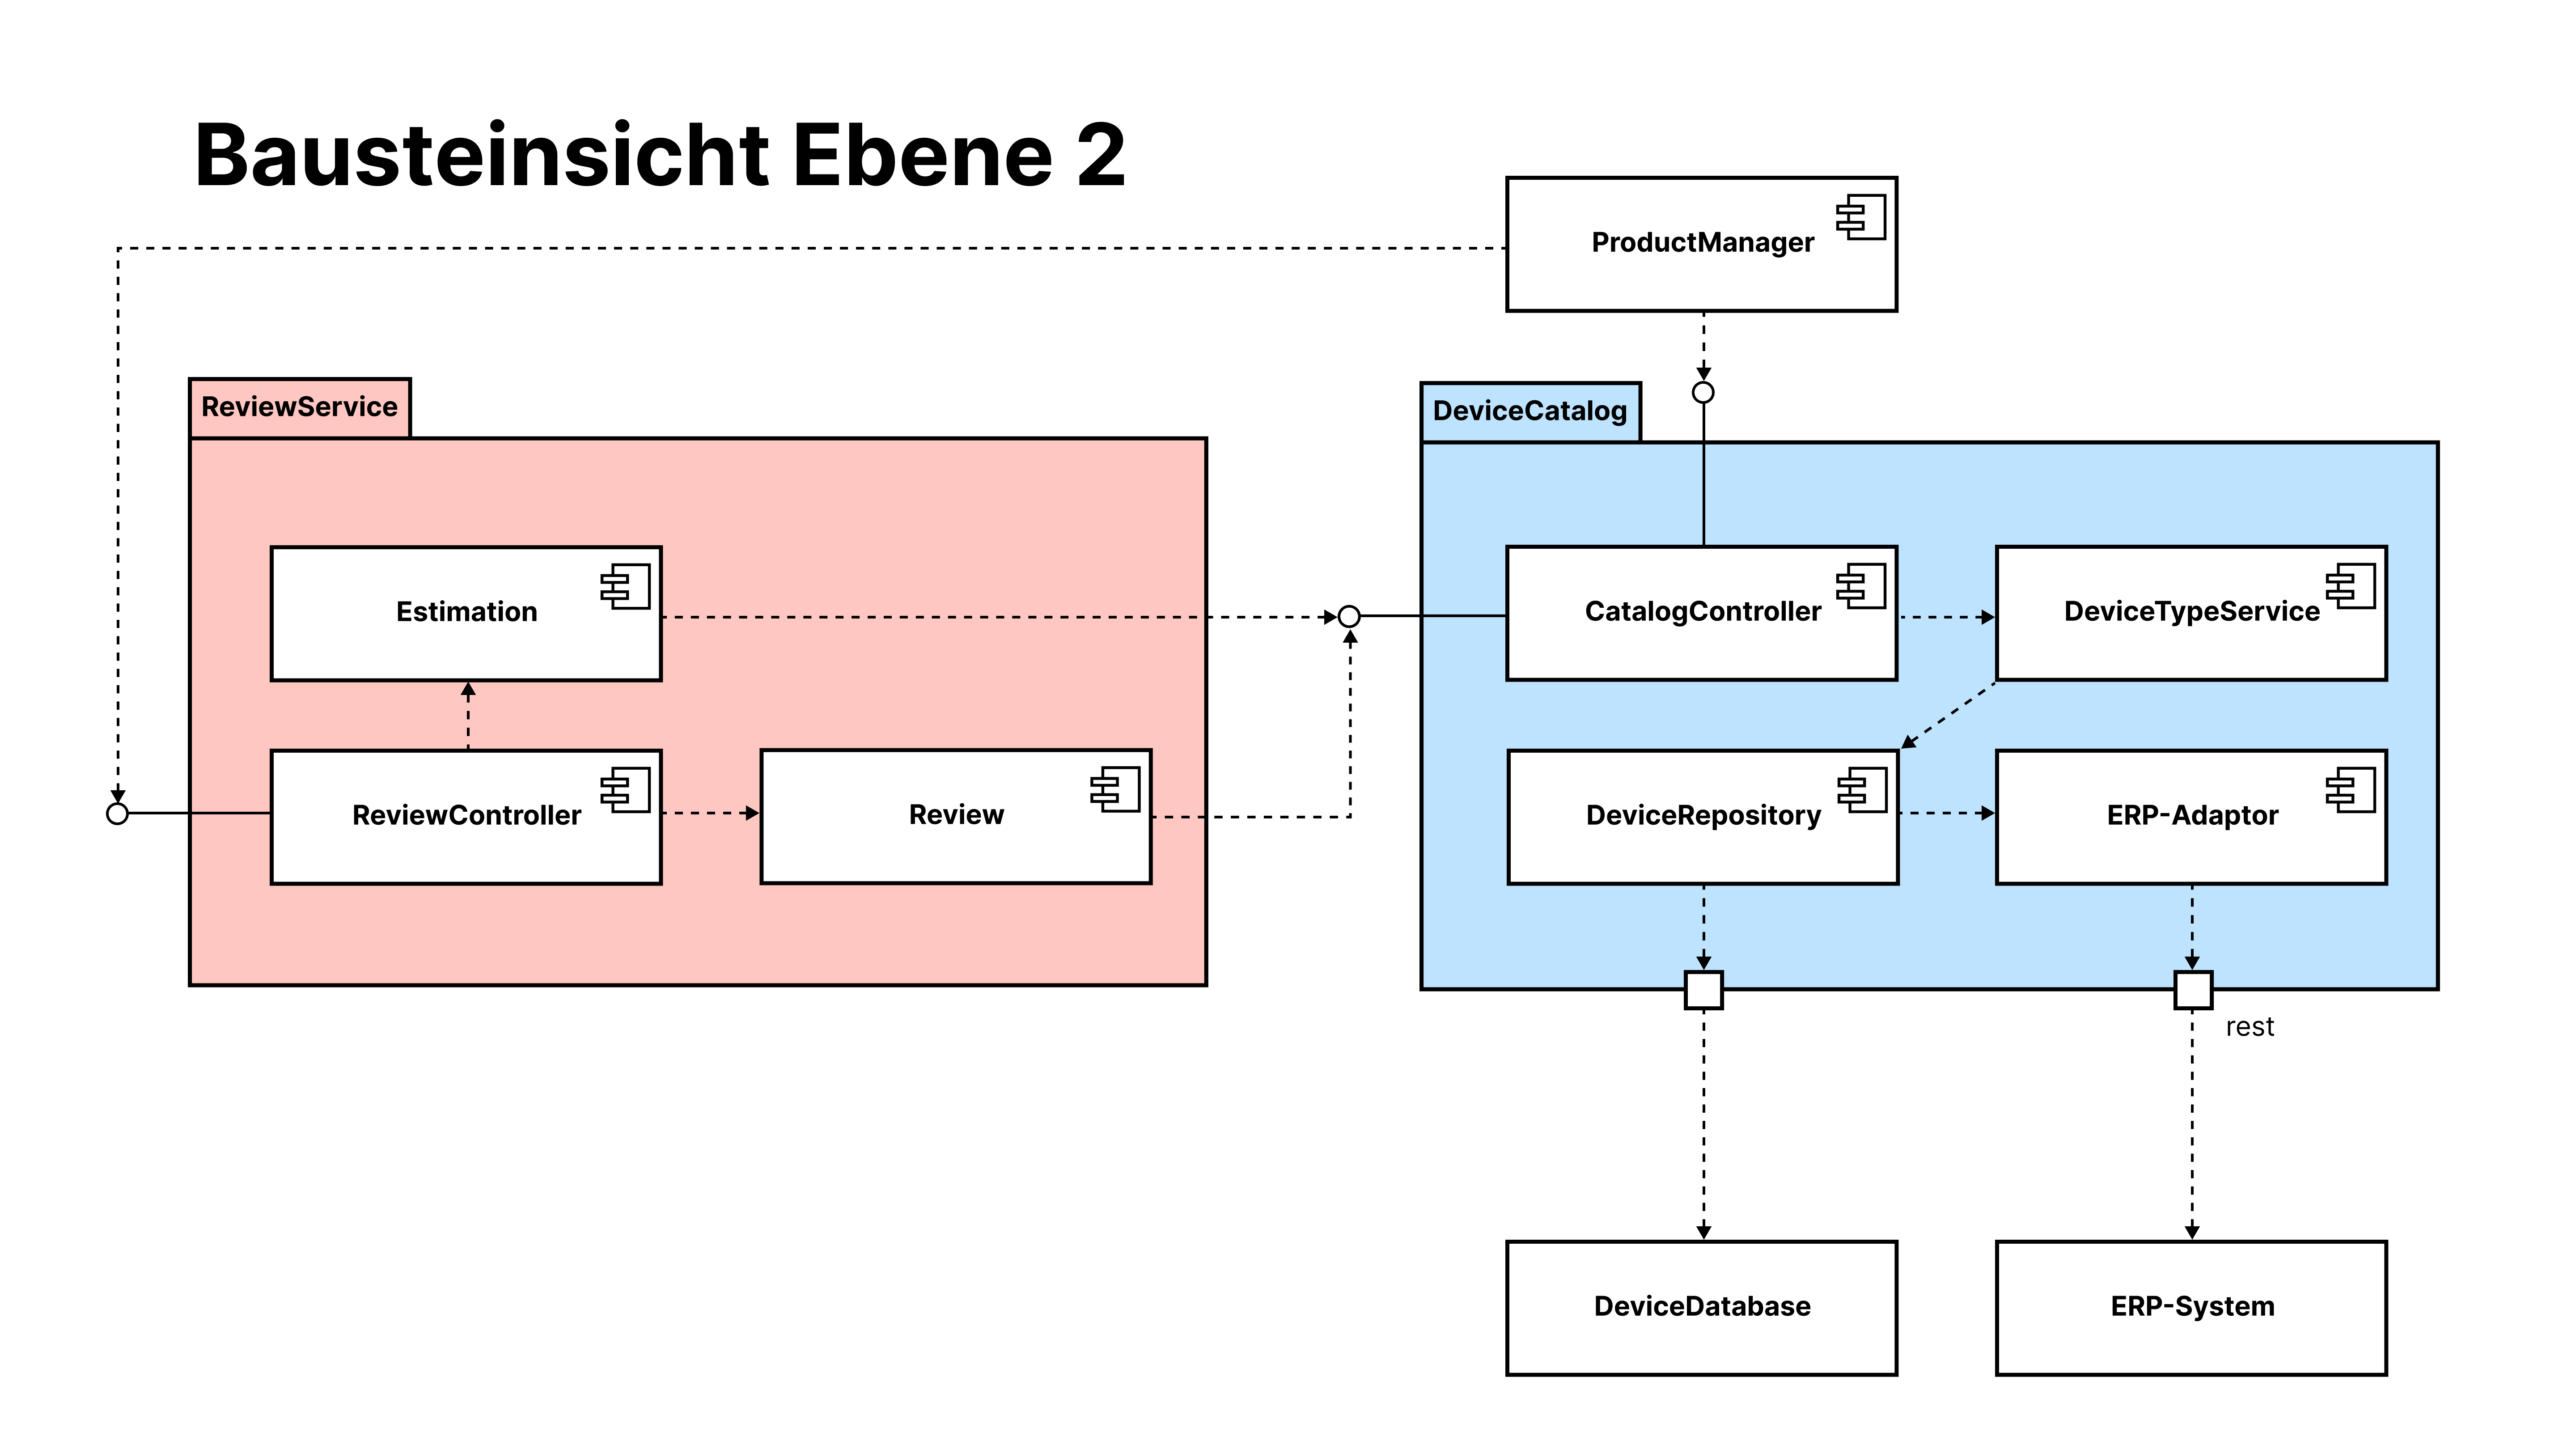 Bausteinsicht Ebene 2
ProductManager
ReviewService
DeviceCatalog
Estimation
CatalogController
DeviceTypeService
ReviewController
Review
DeviceRepository
ERP-Adaptor
rest
DeviceDatabase
ERP-System